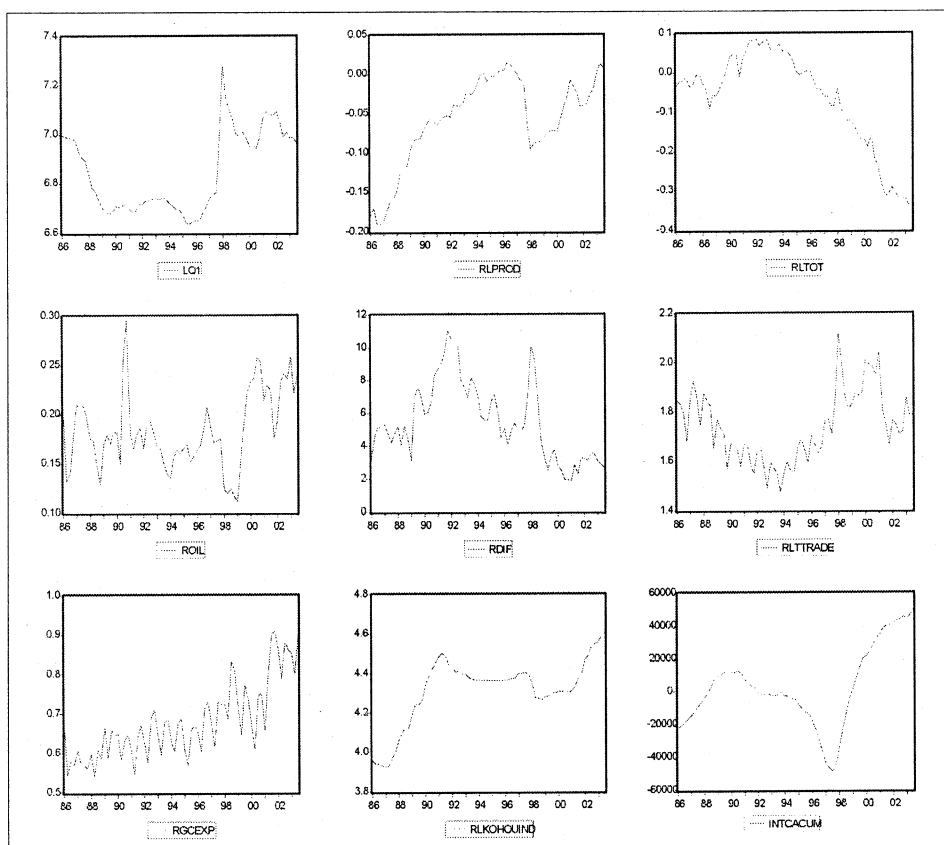 7.4
7.2
7.0
6.8
6.6
86 88 90 92 94 96 98 00 02
LQ1
0.05
0.00
-0.05
-0.10
-0.15
-0.20
86 88 90 92 94 96 98 00 02
RLPROD
0.1
0.0
-0.1
-0.2
-0.3
-0.4
86 88 90 92 94 96 98 00 02
RLTOT
0.30
0.25
0.20
0.15
0.10
86 88 90 92 94 96 98 00 02
ROIL
12
10
8
6
4
2
0
86 88 90 92 94 96 98 00 02
RDIF
2.2
2.0
1.8
1.6
1.4
86 88 90 92 94 96 98 00 02
RLTTRADE
1.0
0.9
0.8
0.7
0.6
0.5
86 88 90 92 94 96 98 00 02
RGCEXP
4.8
4.6
4.4
4.2
4.0
3.8
86 88 90 92 94 96 98 00 02
RLKOHOUIND
60000
40000
20000
0
-20000
-40000
-60000
86 88 90 92 94 96 98 00 02
INTCACUM